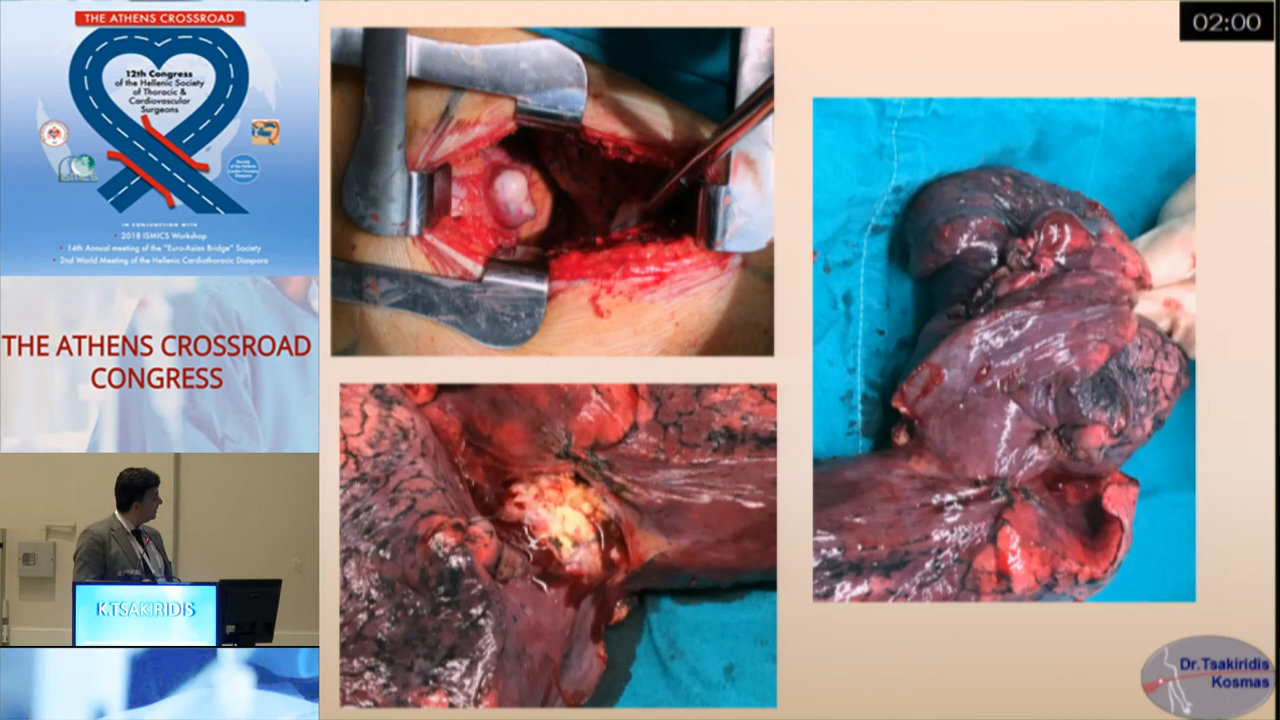 THE ATHENS CROSSROAD
12th Congress
of the Hellenic Society
of Thoracic &
Cardiovascular
Surgeons
ISMICS
IN CONJUNCTION WITH
• 2018 ISMICS Workshop
• 14th Annual meeting of the "Euro-Asian Bridge" Society
• 2nd World Meeting of the Hellenic Cardiothoracic Diaspora
THE ATHENS CROSSROAD
CONGRESS
K.TSAKIRIDIS
02:00
Dr.Tsakiridis
Kosmas